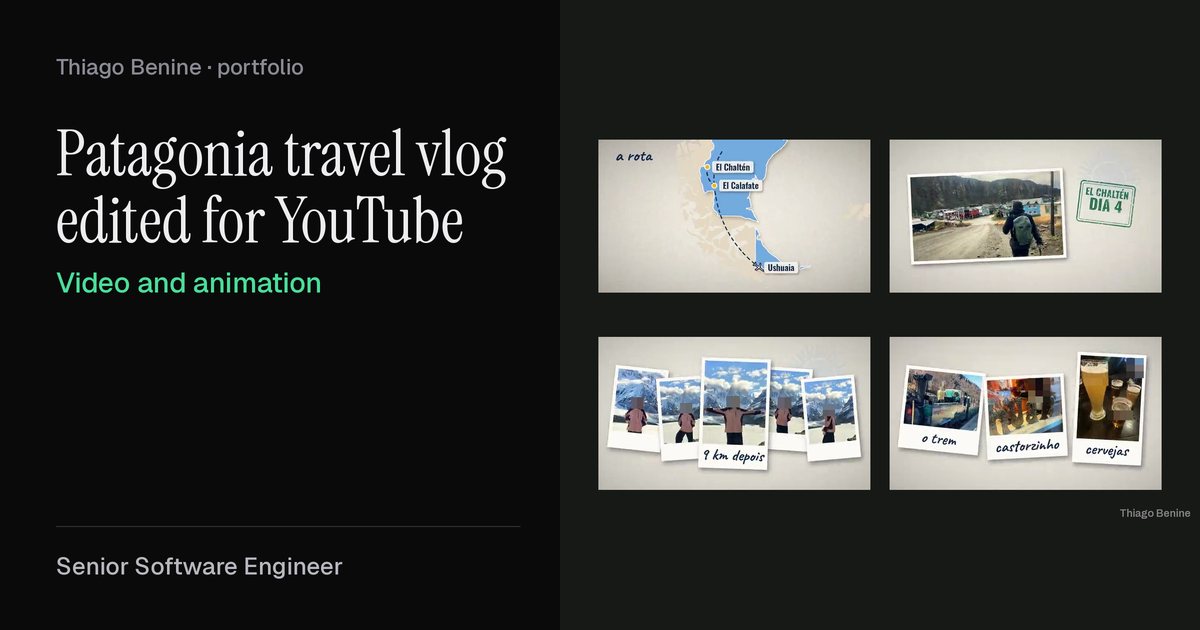 Thiago Benine · portfolio
Patagonia travel vlog
edited for YouTube
Video and animation
Senior Software Engineer
a rota
El Chaltén
El Calafate
Ushuaia
EL CHALTÉN
DIA 4
9 km depois
o trem
castorzinho
cervejas
Thiago Benine